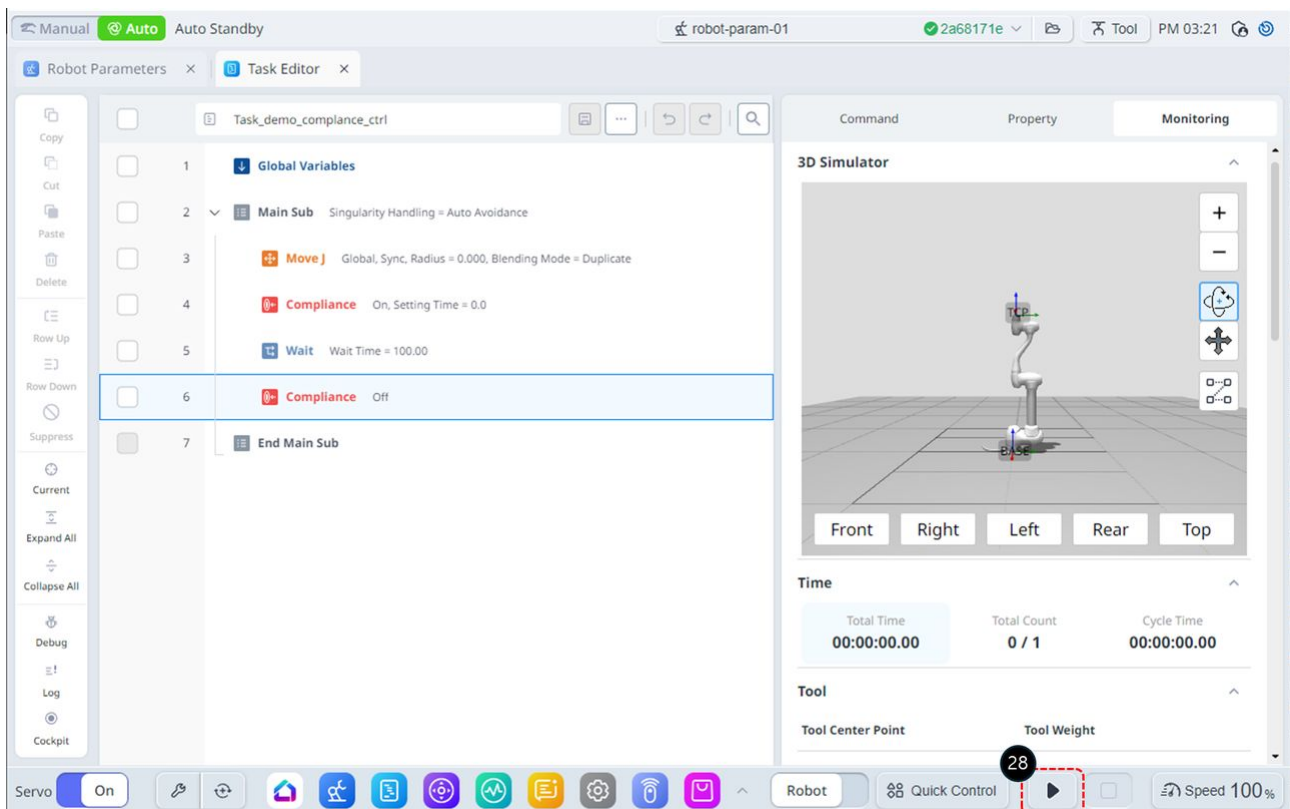 Manual Auto Auto Standby robot-param-01 2a68171e Tool PM 03:21
Robot Parameters × Task Editor ×
Copy
Cut
Paste
Delete
Row Up
Row Down
Suppress
Current
Expand All
Collapse All
Debug
Log
Cockpit
Task_demo_complance_ctrl ...
1 Global Variables
2 Main Sub Singularity Handling = Auto Avoidance
3 Move J Global, Sync, Radius = 0.000, Blending Mode = Duplicate
4 Compliance On, Setting Time = 0.0
5 Wait Wait Time = 100.00
6 Compliance Off
7 End Main Sub
Command Property Monitoring
3D Simulator
+
−
TCP
BASE
Front Right Left Rear Top
Time
Total Time Total Count Cycle Time
00:00:00.00 0 / 1 00:00:00.00
Tool
Tool Center Point Tool Weight
28
Servo On Robot Quick Control Speed 100%